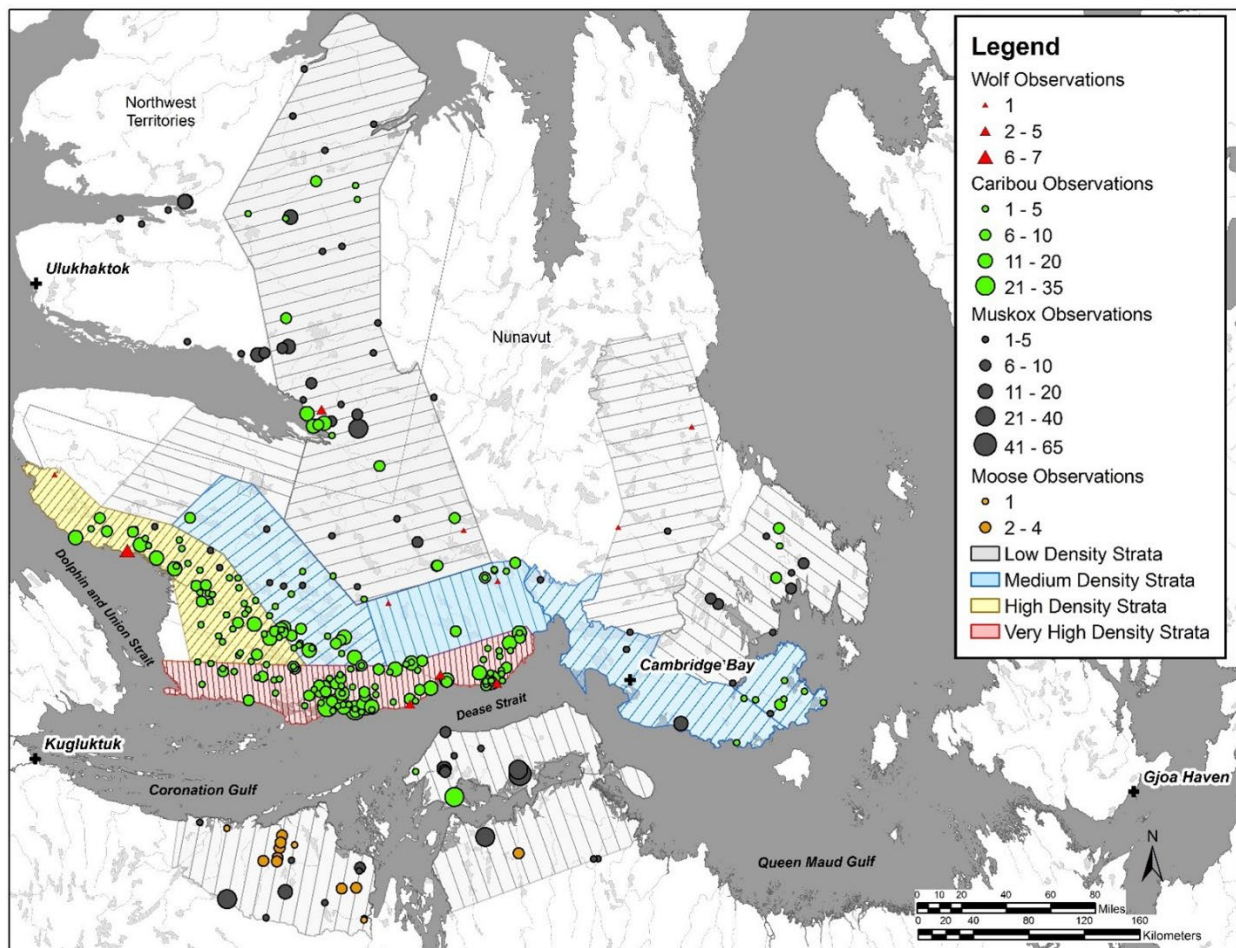 Legend
Wolf Observations
1
2 - 5
6 - 7
Caribou Observations
1 - 5
6 - 10
11 - 20
21 - 35
Muskox Observations
1-5
6 - 10
11 - 20
21 - 40
41 - 65
Moose Observations
1
2 - 4
Low Density Strata
Medium Density Strata
High Density Strata
Very High Density Strata
Northwest
Territories
Ulukhaktok
Nunavut
Dolphin and Union Strait
Cambridge Bay
Dease Strait
Kugluktuk
Coronation Gulf
Gjoa Haven
Queen Maud Gulf
N
0 10 20 40 60 80
Miles
0 20 40 80 120 160
Kilometers